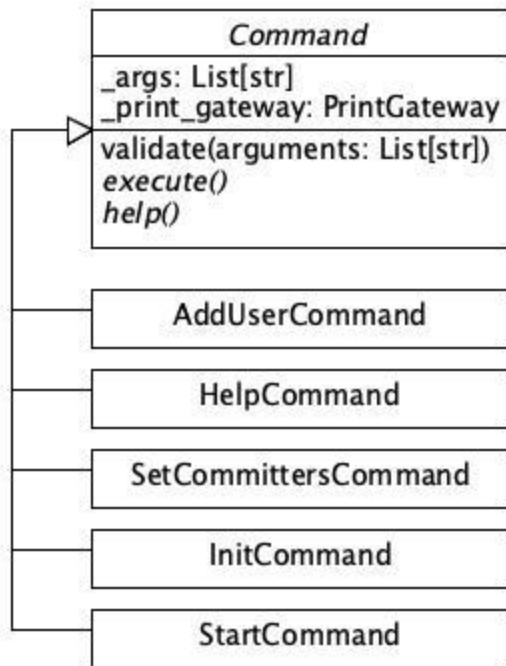 Command
_args: List[str]
_print_gateway: PrintGateway
validate(arguments: List[str])
execute()
help()
AddUserCommand
HelpCommand
SetCommittersCommand
InitCommand
StartCommand